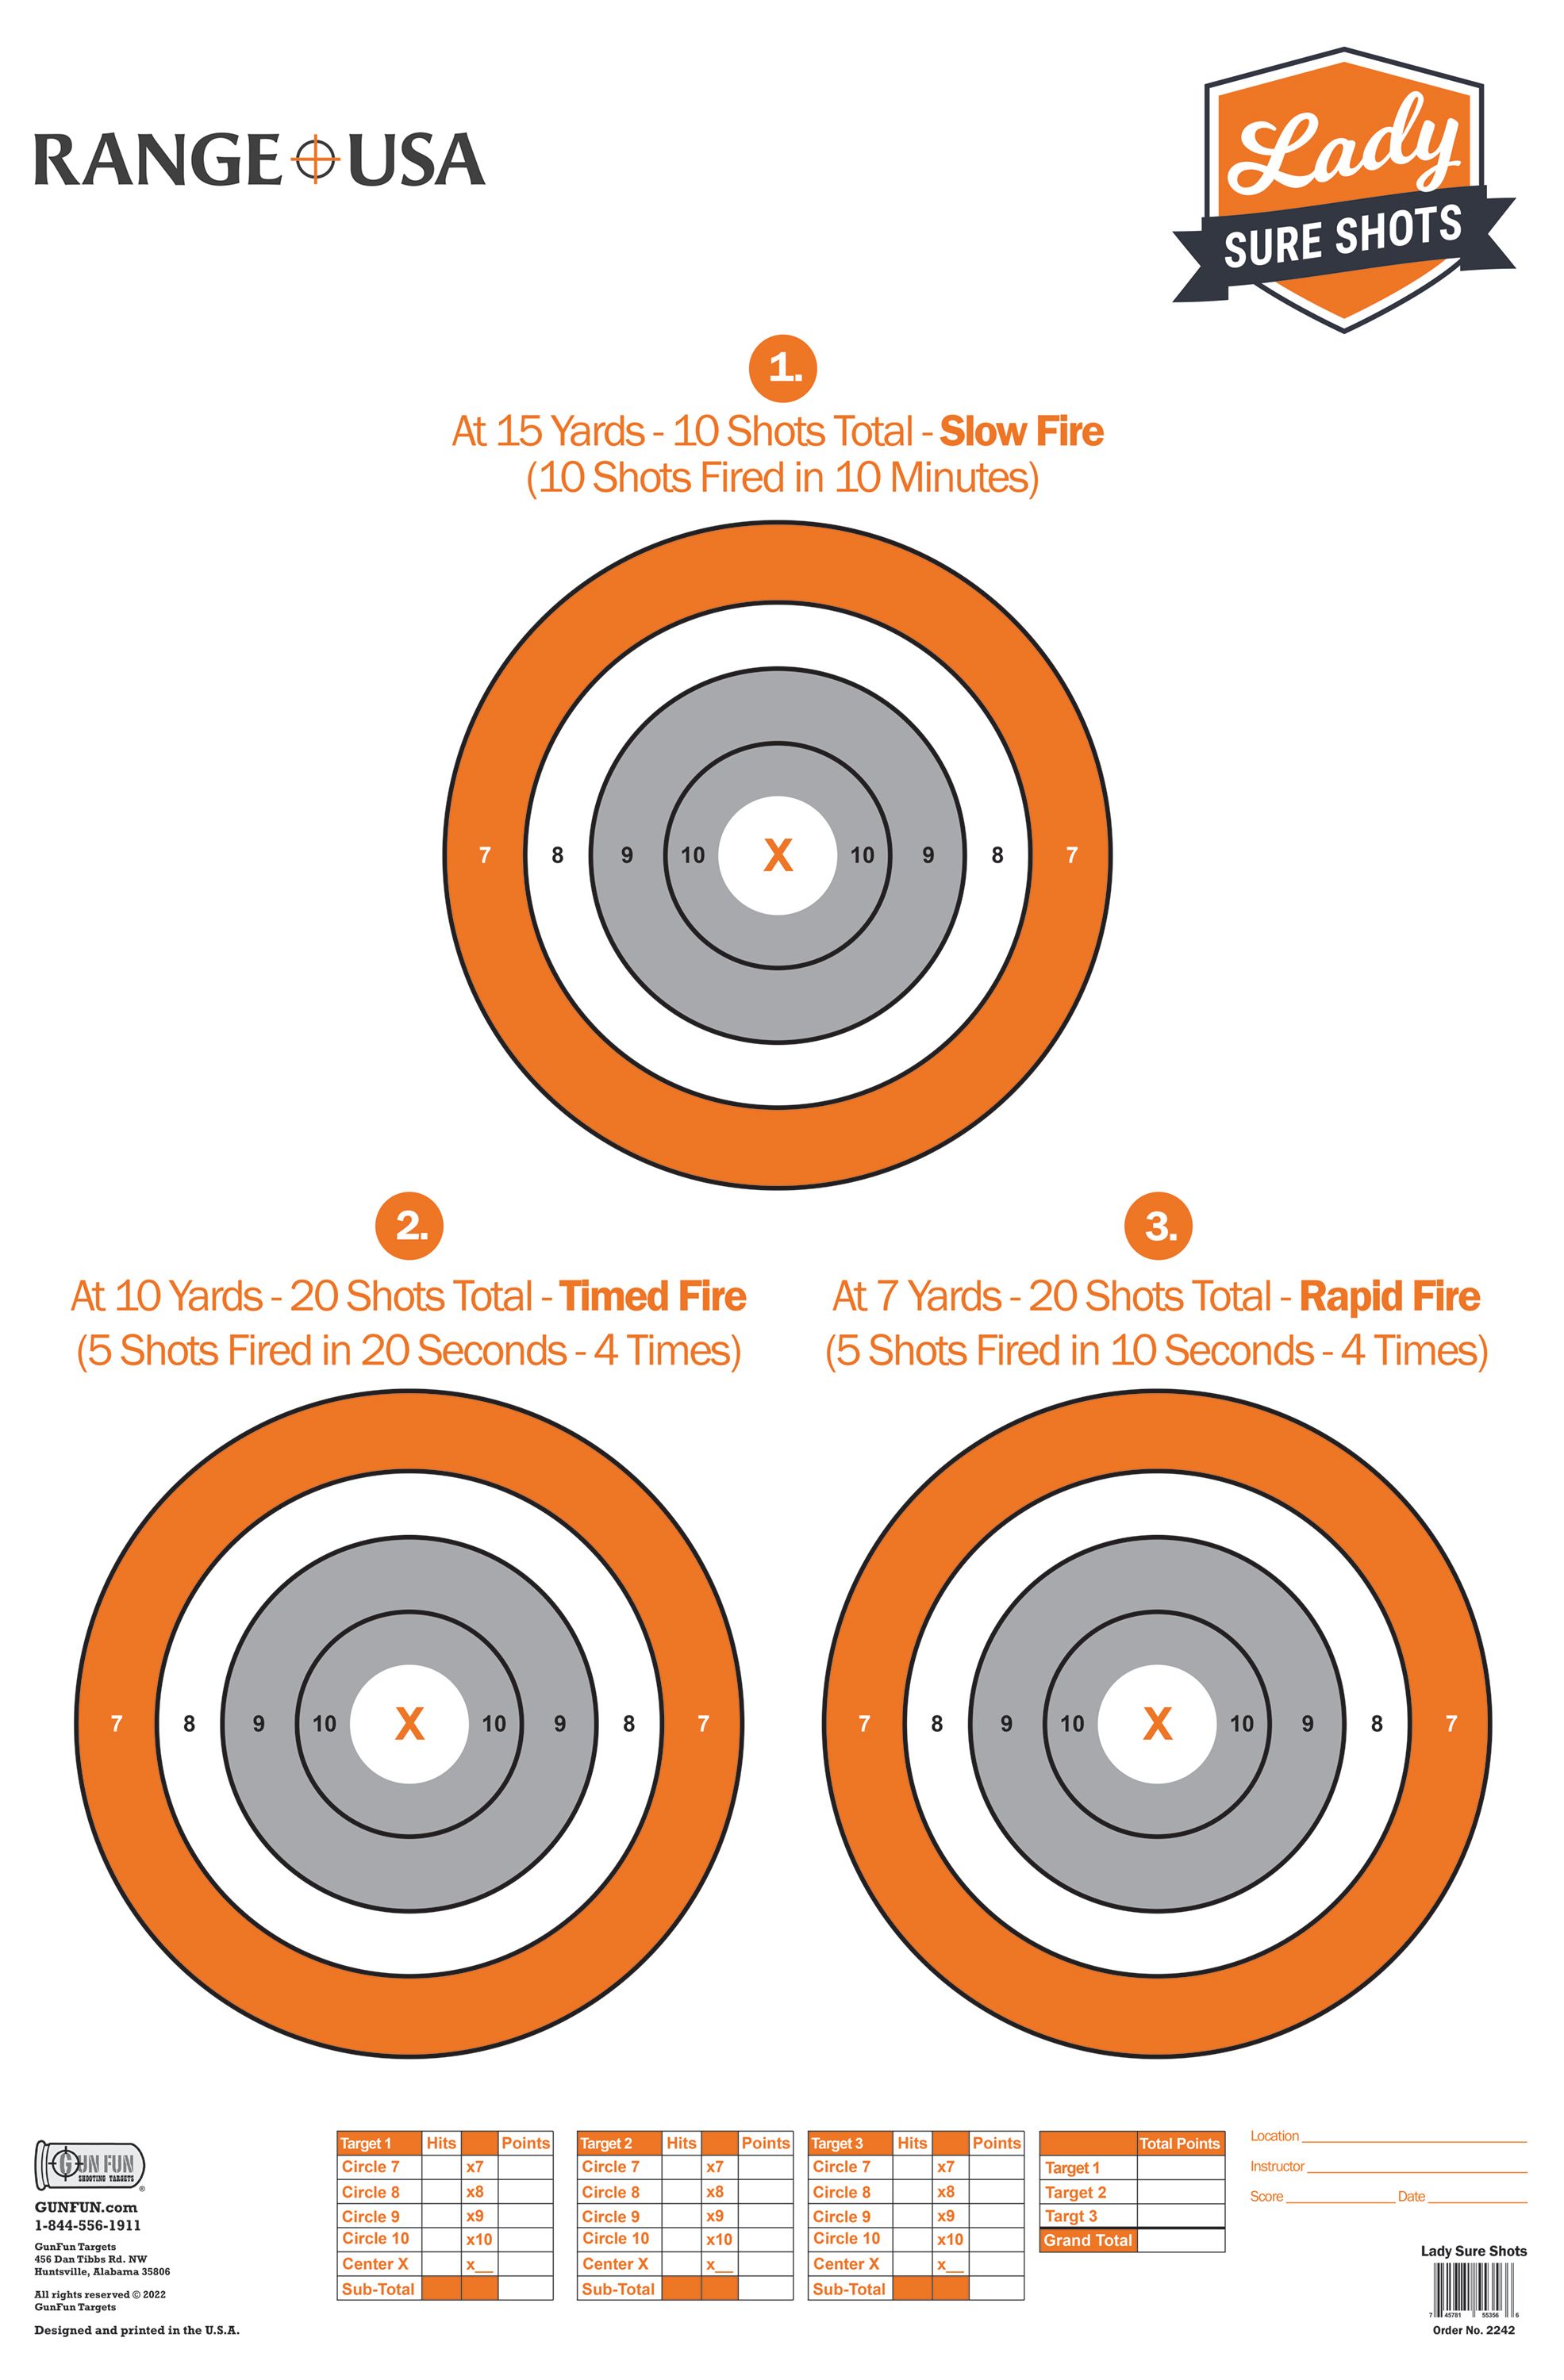 RANGE USA
Lady
SURE SHOTS
1.
At 15 Yards - 10 Shots Total - Slow Fire
(10 Shots Fired in 10 Minutes)
7 8 9 10 X 10 9 8 7
2.
At 10 Yards - 20 Shots Total - Timed Fire
(5 Shots Fired in 20 Seconds - 4 Times)
7 8 9 10 X 10 9 8 7
3.
At 7 Yards - 20 Shots Total - Rapid Fire
(5 Shots Fired in 10 Seconds - 4 Times)
7 8 9 10 X 10 9 8 7
GUN FUN
SHOOTING TARGETS
®
GUNFUN.com
1-844-556-1911
GunFun Targets
456 Dan Tibbs Rd. NW
Huntsville, Alabama 35806
All rights reserved © 2022
GunFun Targets
Designed and printed in the U.S.A.
Target 1 Hits Points
Circle 7 x7
Circle 8 x8
Circle 9 x9
Circle 10 x10
Center X x__
Sub-Total
Target 2 Hits Points
Circle 7 x7
Circle 8 x8
Circle 9 x9
Circle 10 x10
Center X x__
Sub-Total
Target 3 Hits Points
Circle 7 x7
Circle 8 x8
Circle 9 x9
Circle 10 x10
Center X x__
Sub-Total
Total Points
Target 1
Target 2
Targt 3
Grand Total
Location
Instructor
Score Date
Lady Sure Shots
7 45781 55356 6
Order No. 2242